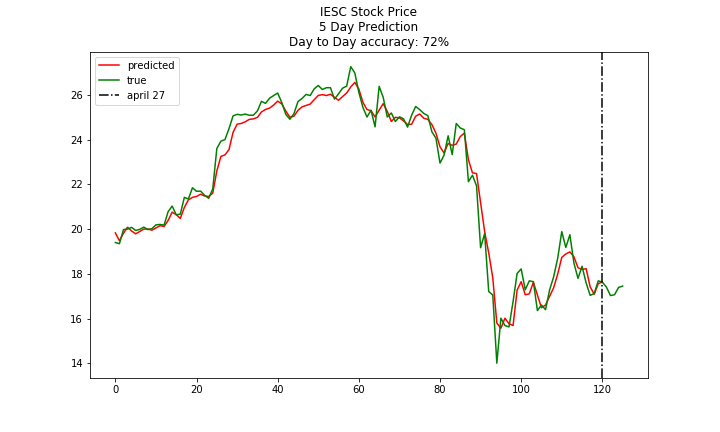 IESC Stock Price
5 Day Prediction
Day to Day accuracy: 72%
predicted
true
april 27
26
24
22
20
18
16
14
0
20
40
60
80
100
120